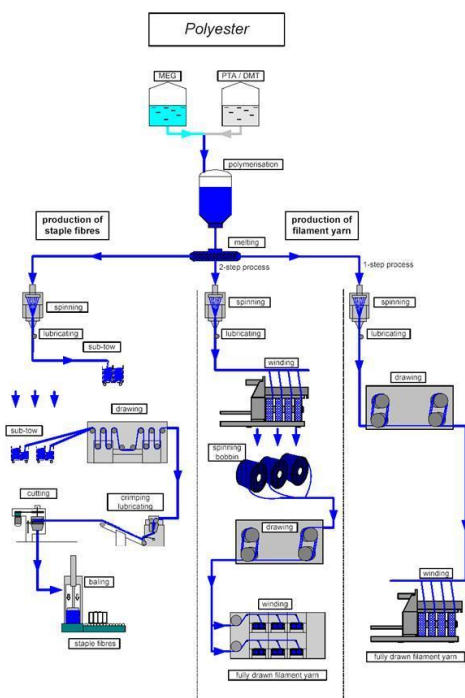 Polyester
MEG
PTA / DMT
polymerisation
production of
staple fibres
production of
filament yarn
melting
2-step process
1-step process
spinning
spinning
spinning
lubricating
lubricating
lubricating
sub-tow
winding
drawing
sub-tow
drawing
spinning
bobbin
cutting
crimping
lubricating
drawing
baling
winding
winding
staple fibres
fully drawn filament yarn
fully drawn filament yarn